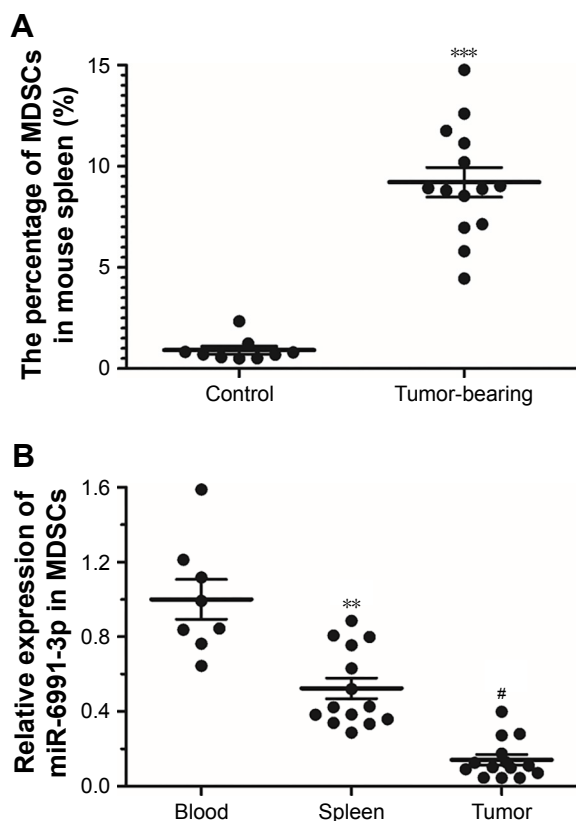 A
The percentage of MDSCs
in mouse spleen (%)
15
10
5
0
***
Control
Tumor-bearing
B
Relative expression of
miR-6991-3p in MDSCs
1.6
1.2
0.8
0.4
0.0
**
#
Blood
Spleen
Tumor